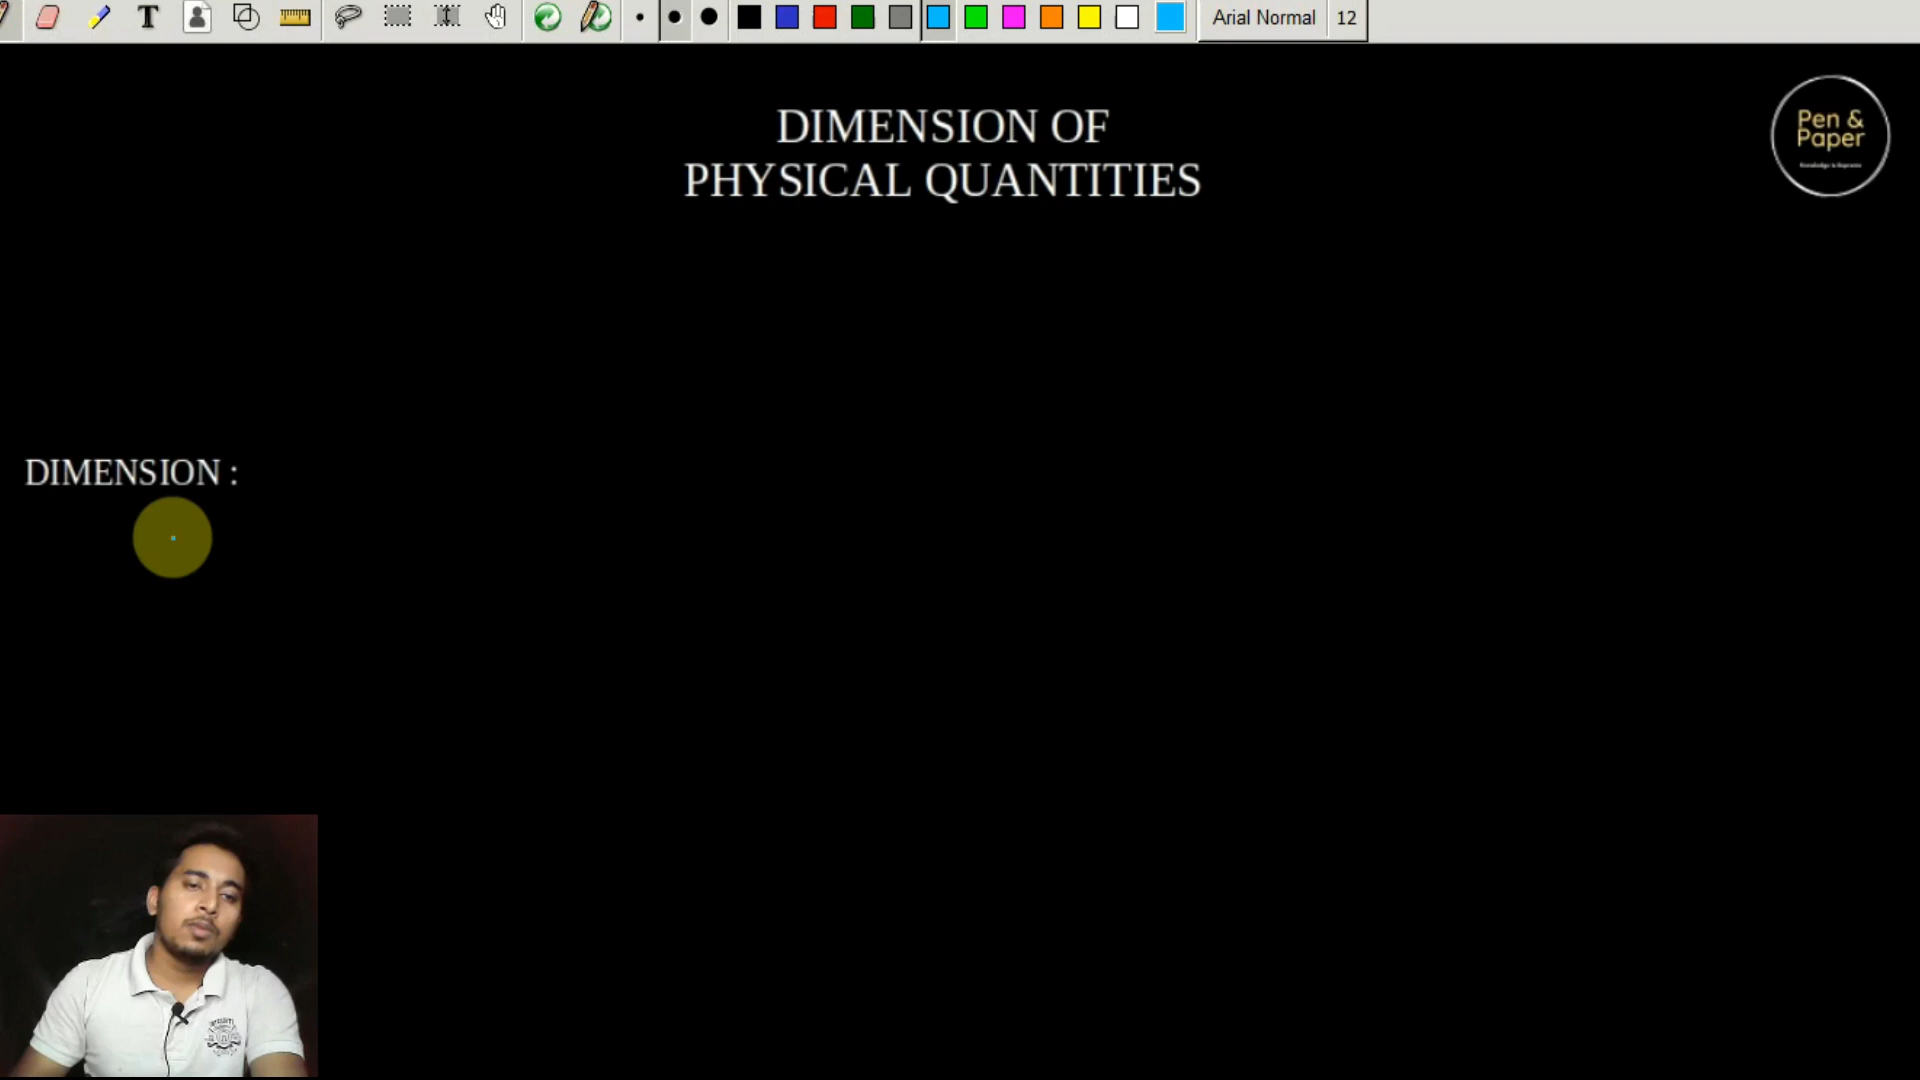 T
Arial Normal 12
DIMENSION OF
PHYSICAL QUANTITIES
Pen &
Paper
DIMENSION :